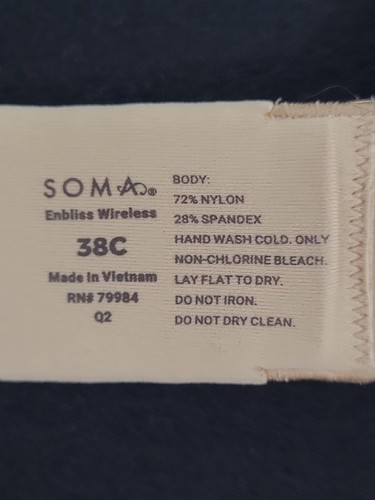 SOMA®
Enbliss Wireless
38C
Made In Vietnam
RN# 79984
Q2
BODY:
72% NYLON
28% SPANDEX
HAND WASH COLD. ONLY
NON-CHLORINE BLEACH.
LAY FLAT TO DRY.
DO NOT IRON.
DO NOT DRY CLEAN.